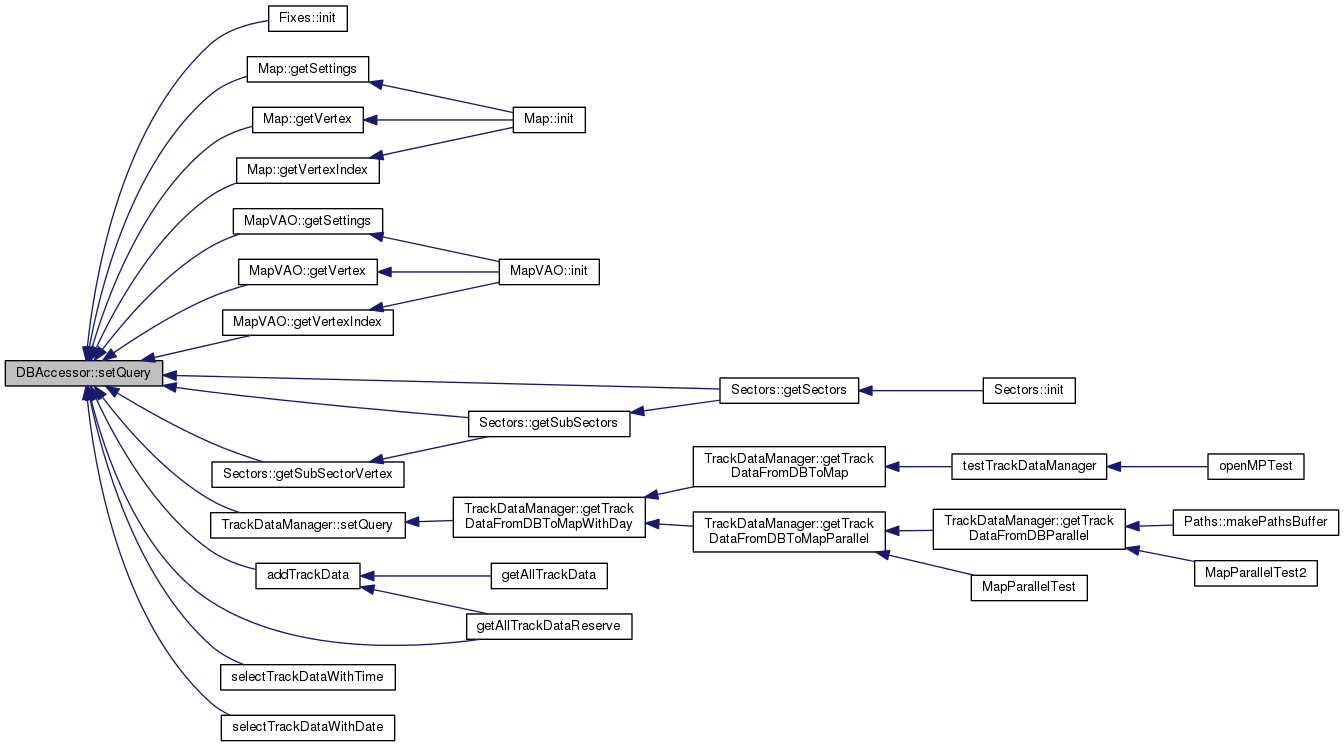 Fixes::init
Map::getSettings
Map::getVertex
Map::init
Map::getVertexIndex
MapVAO::getSettings
MapVAO::getVertex
MapVAO::init
MapVAO::getVertexIndex
DBAccessor::setQuery
Sectors::getSectors
Sectors::init
Sectors::getSubSectors
Sectors::getSubSectorVertex
TrackDataManager::getTrack
DataFromDBToMap
testTrackDataManager
openMPTest
TrackDataManager::setQuery
TrackDataManager::getTrack
DataFromDBToMapWithDay
TrackDataManager::getTrack
DataFromDBToMapParallel
TrackDataManager::getTrack
DataFromDBParallel
Paths::makePathsBuffer
MapParallelTest2
MapParallelTest
addTrackData
getAllTrackData
getAllTrackDataReserve
selectTrackDataWithTime
selectTrackDataWithDate